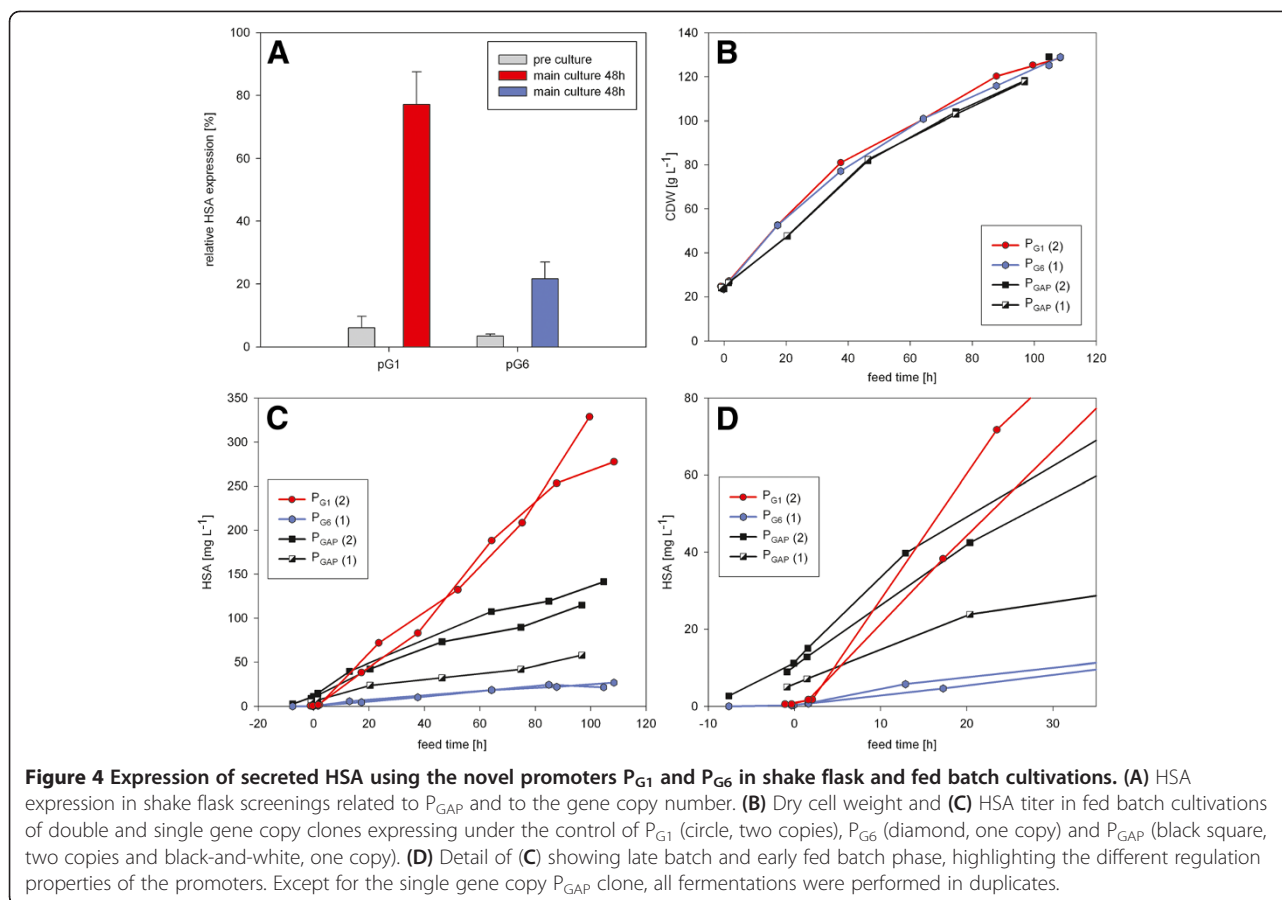 A
relative HSA expression [%]
100
80
60
40
20
0
pre culture
main culture 48h
main culture 48h
pG1
pG6
B
CDW [g L-1]
140
120
100
80
60
40
20
0
PG1 (2)
PG6 (1)
PGAP (2)
PGAP (1)
0 20 40 60 80 100 120
feed time [h]
C
HSA [mg L-1]
350
300
250
200
150
100
50
0
PG1 (2)
PG6 (1)
PGAP (2)
PGAP (1)
-20 0 20 40 60 80 100 120
feed time [h]
D
HSA [mg L-1]
80
60
40
20
0
PG1 (2)
PG6 (1)
PGAP (2)
PGAP (1)
-10 0 10 20 30
feed time [h]
Figure 4 Expression of secreted HSA using the novel promoters PG1 and PG6 in shake flask and fed batch cultivations. (A) HSA
expression in shake flask screenings related to PGAP and to the gene copy number. (B) Dry cell weight and (C) HSA titer in fed batch cultivations
of double and single gene copy clones expressing under the control of PG1 (circle, two copies), PG6 (diamond, one copy) and PGAP (black square,
two copies and black-and-white, one copy). (D) Detail of (C) showing late batch and early fed batch phase, highlighting the different regulation
properties of the promoters. Except for the single gene copy PGAP clone, all fermentations were performed in duplicates.